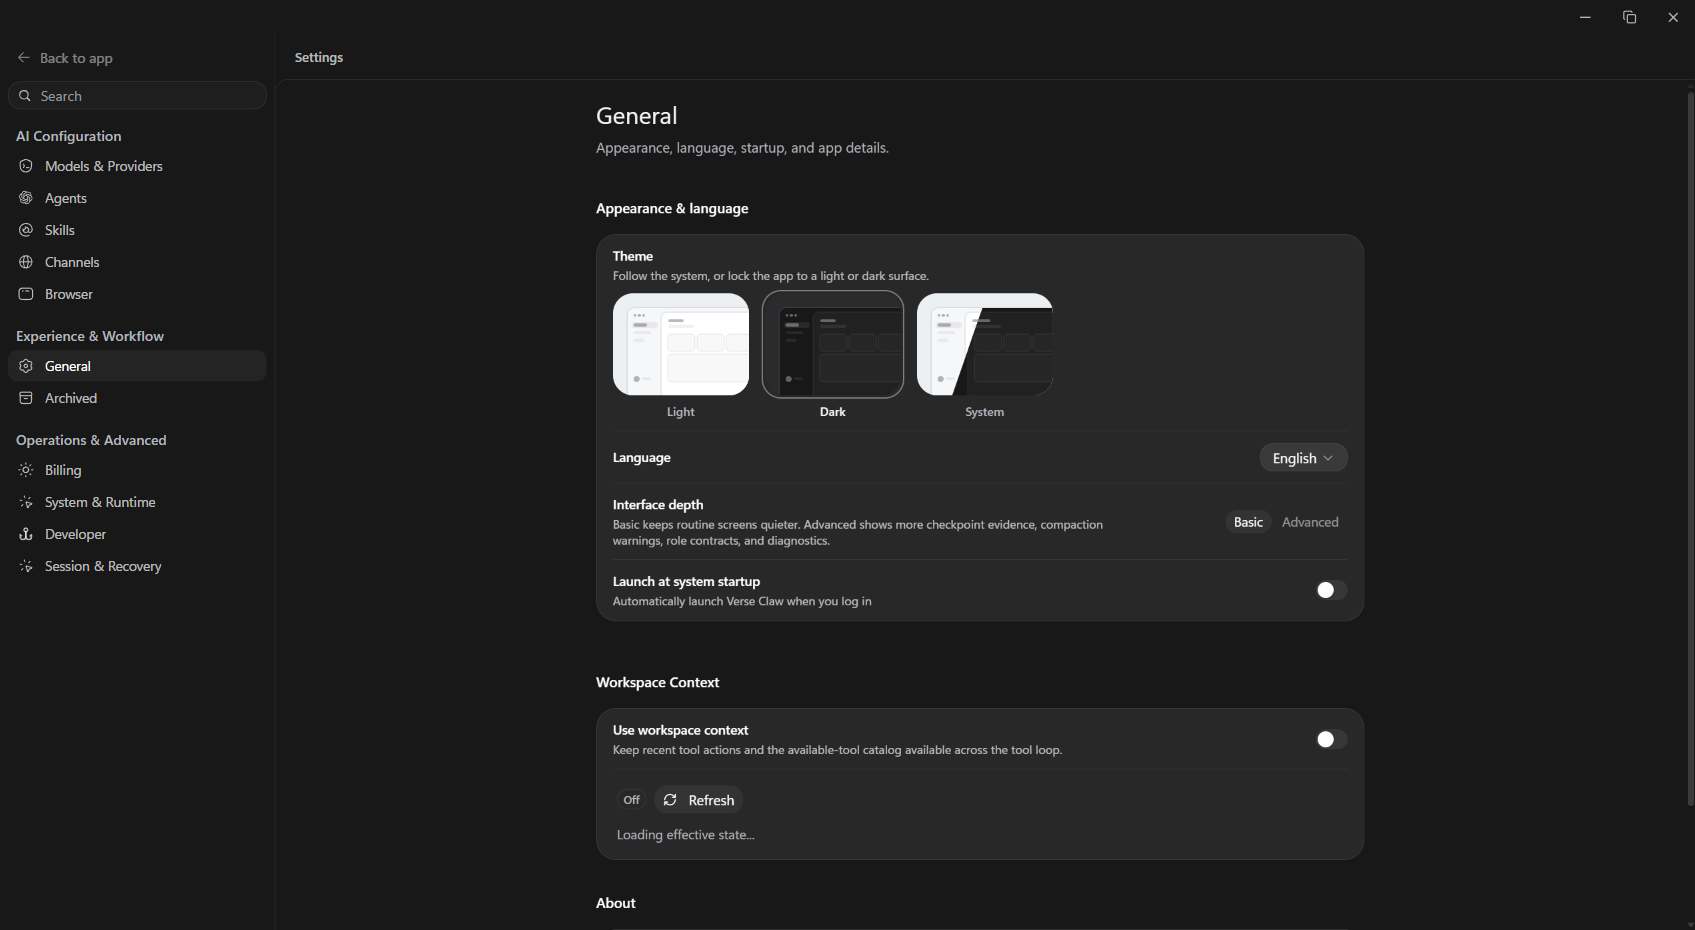 Back to app
Search
AI Configuration
Models & Providers
Agents
Skills
Channels
Browser
Experience & Workflow
General
Archived
Operations & Advanced
Billing
System & Runtime
Developer
Session & Recovery
Settings
General
Appearance, language, startup, and app details.
Appearance & language
Theme
Follow the system, or lock the app to a light or dark surface.
Light
Dark
System
Language
English
Interface depth
Basic keeps routine screens quieter. Advanced shows more checkpoint evidence, compaction
warnings, role contracts, and diagnostics.
Basic
Advanced
Launch at system startup
Automatically launch Verse Claw when you log in
Workspace Context
Use workspace context
Keep recent tool actions and the available-tool catalog available across the tool loop.
Off
Refresh
Loading effective state...
About